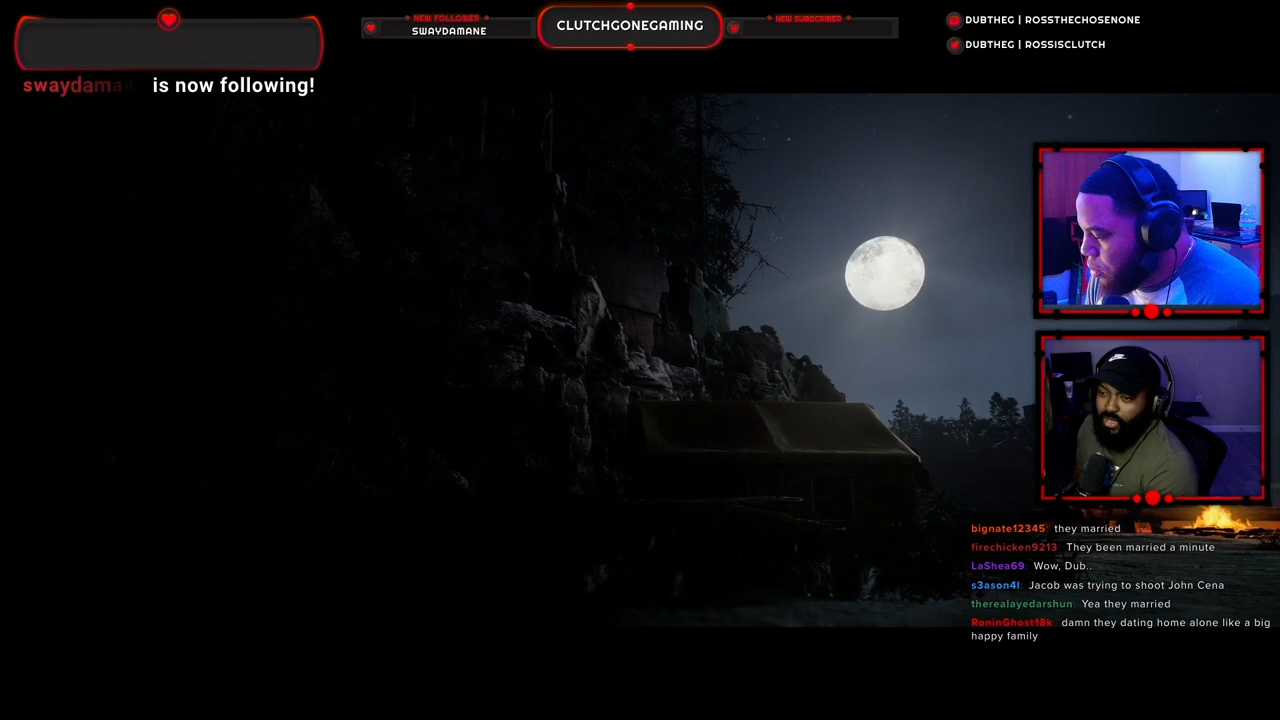 NEW FOLLOWER
SWAYDAMANE
CLUTCHGONEGAMING
NEW SUBSCRIBER
DUBTHEG | ROSSTHECHOSENONE
DUBTHEG | ROSSISCLUTCH
swaydaman is now following!
bignate12345: they married
firechicken9213: They been married a minute
LaShea69: Wow, Dub..
s3ason4l: Jacob was trying to shoot John Cena
therealayedarshun: Yea they married
RoninGhost18k: damn they dating home alone like a big
happy family